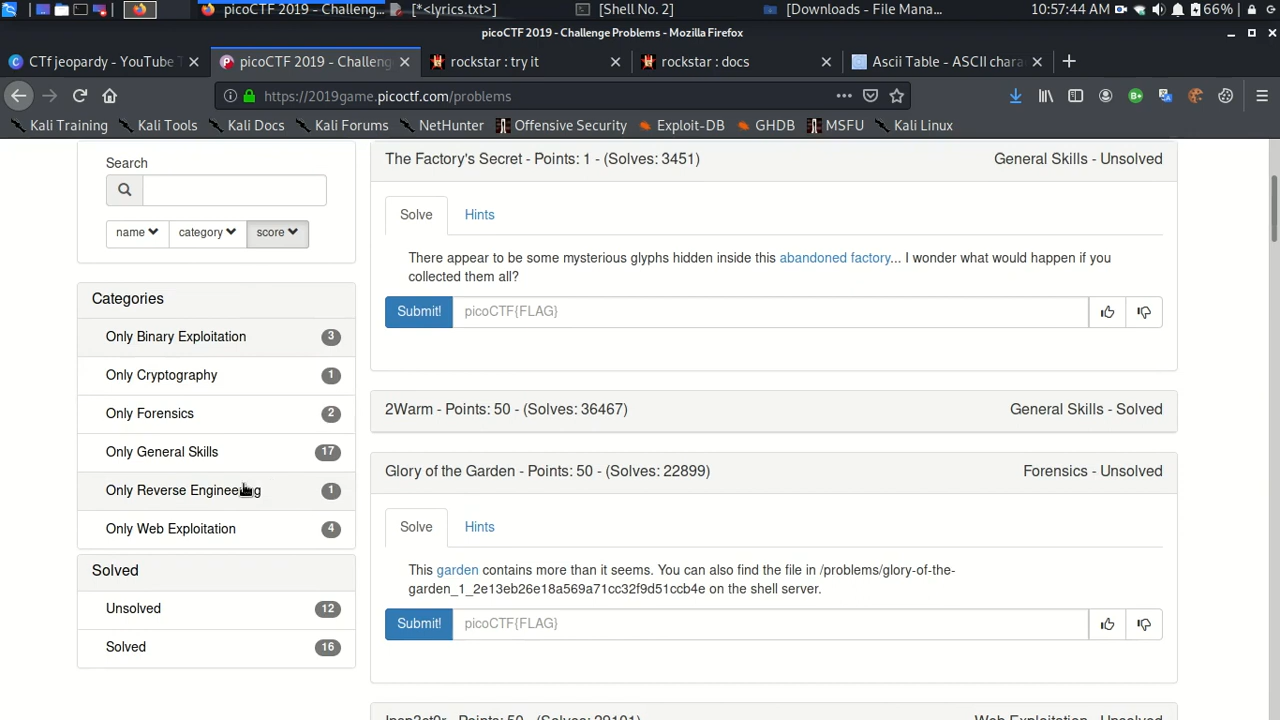 picoCTF 2019 - Challeng...
[*<lyrics.txt>]
[Shell No. 2]
[Downloads - File Mana...
10:57:44 AM
66%
picoCTF 2019 - Challenge Problems - Mozilla Firefox
CTf jeopardy - YouTube T
picoCTF 2019 - Challeng
rockstar : try it
rockstar : docs
Ascii Table - ASCII chara
https://2019game.picoctf.com/problems
Kali Training
Kali Tools
Kali Docs
Kali Forums
NetHunter
Offensive Security
Exploit-DB
GHDB
MSFU
Kali Linux
Search
name
category
score
Categories
Only Binary Exploitation 3
Only Cryptography 1
Only Forensics 2
Only General Skills 17
Only Reverse Engineering 1
Only Web Exploitation 4
Solved
Unsolved 12
Solved 16
The Factory's Secret - Points: 1 - (Solves: 3451) General Skills - Unsolved
Solve Hints
There appear to be some mysterious glyphs hidden inside this abandoned factory... I wonder what would happen if you
collected them all?
Submit! picoCTF{FLAG}
2Warm - Points: 50 - (Solves: 36467) General Skills - Solved
Glory of the Garden - Points: 50 - (Solves: 22899) Forensics - Unsolved
Solve Hints
This garden contains more than it seems. You can also find the file in /problems/glory-of-the-
garden_1_2e13eb26e18a569a71cc32f9d51ccb4e on the shell server.
Submit! picoCTF{FLAG}